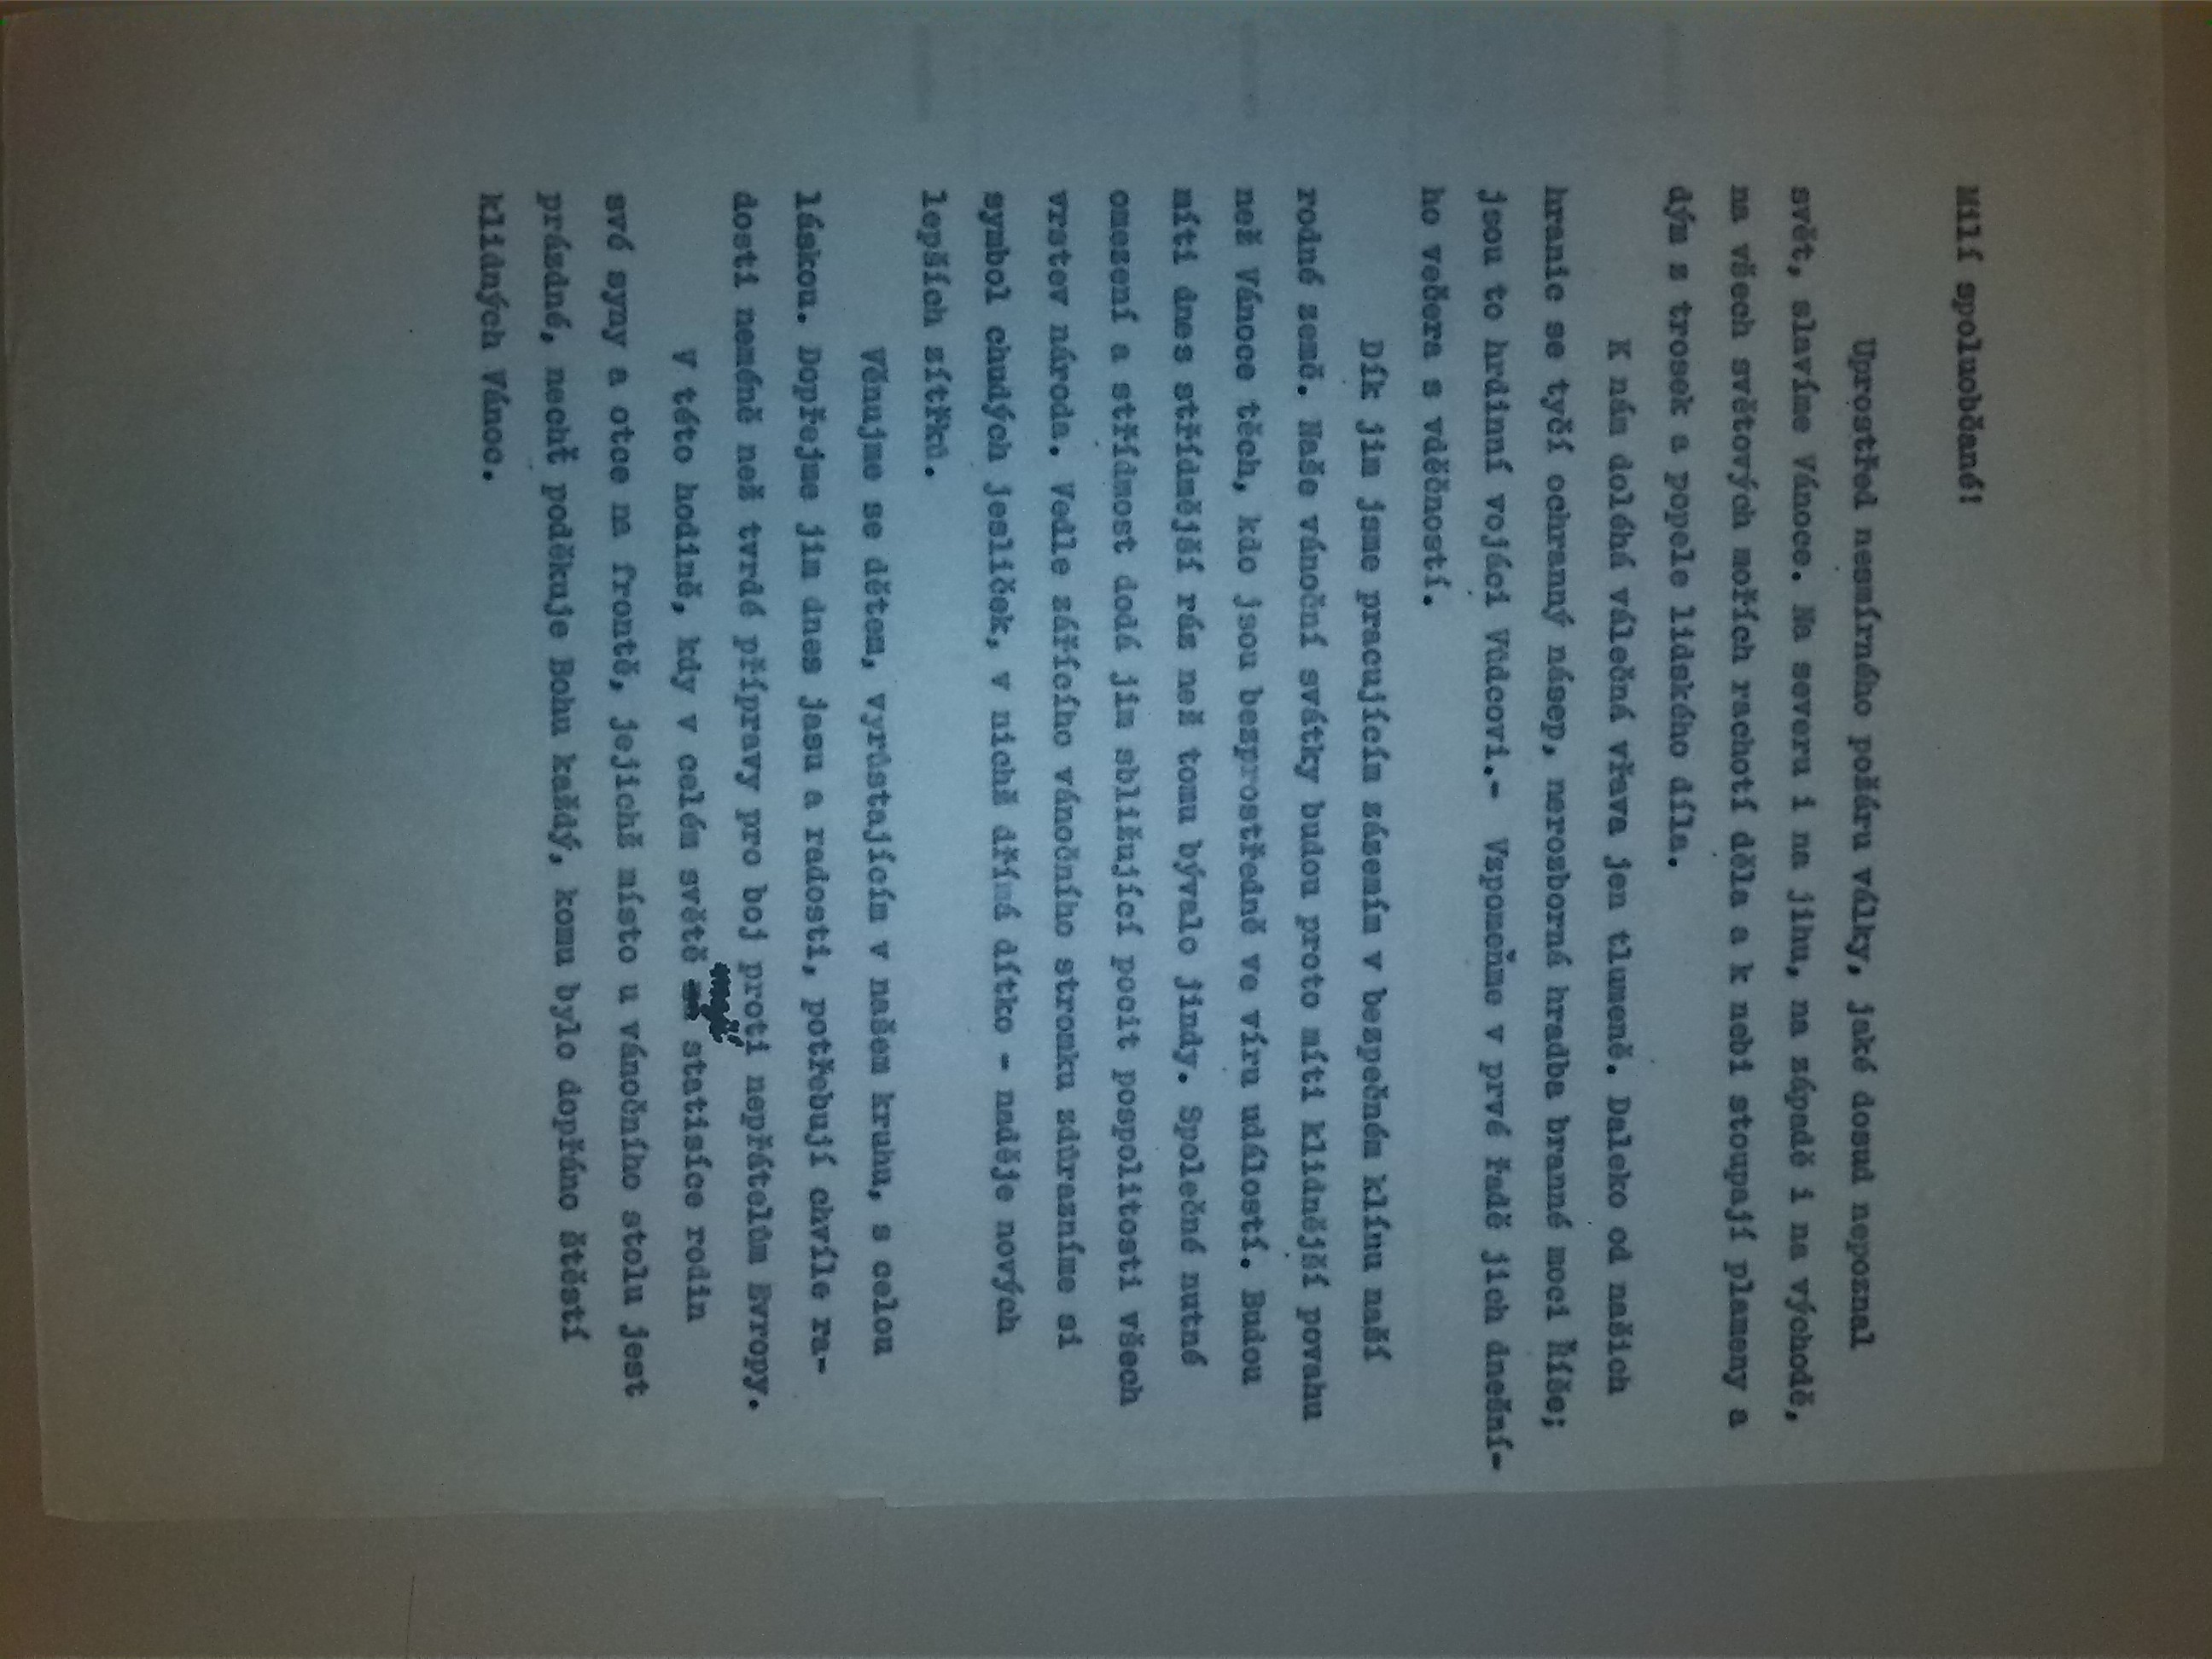 Milí spoluobčané!
Uprostřed nesmírného požáru války, jaké dosud nepoznal
svět, slavíme Vánoce. Na severu i na jihu, na západě i na východě,
na všech světových mořích rachotí děla a k nebi stoupají plameny a
dým z trosek a popele lidského díla.
K nám doléhá válečná vřava jen tlumeně. Daleko od našich
hranic se tyčí ochranný násep, nerozborná hradba branné moci Říše;
jsou to hrdinní vojáci Vůdcovi.- Vzpomeňme v prvé řadě jich dnešní-
ho večera s vděčností.
Dík jim jsme pracujícím zázemím v bezpečném klínu naší
rodné země. Naše vánoční svátky budou proto míti klidnější povahu
než Vánoce těch, kdo jsou bezprostředně ve víru událostí. Budou
míti dnes střídmější ráz než tomu bývalo jindy. Společné nutné
omezení a střídmost dodá jim sbližující pocit pospolitosti všech
vrstev národa. Vedle zářícího vánočního stromku zdůrazníme si
symbol chudých jesliček, v nichž dřímá dítko - naděje nových
lepších zítřků.
Věnujme se dětem, vyrůstajícím v našem kruhu, s celou
láskou. Dopřejme jim dnes jasu a radosti, potřebují chvíle ra-
dosti neméně než tvrdé přípravy pro boj proti nepřátelům Evropy.
V této hodině, kdy v celém světě mají statisíce rodin
své syny a otce na frontě, jejichž místo u vánočního stolu jest
prázdné, nechť poděkuje Bohu každý, komu bylo dopřáno štěstí
klidných Vánoc.